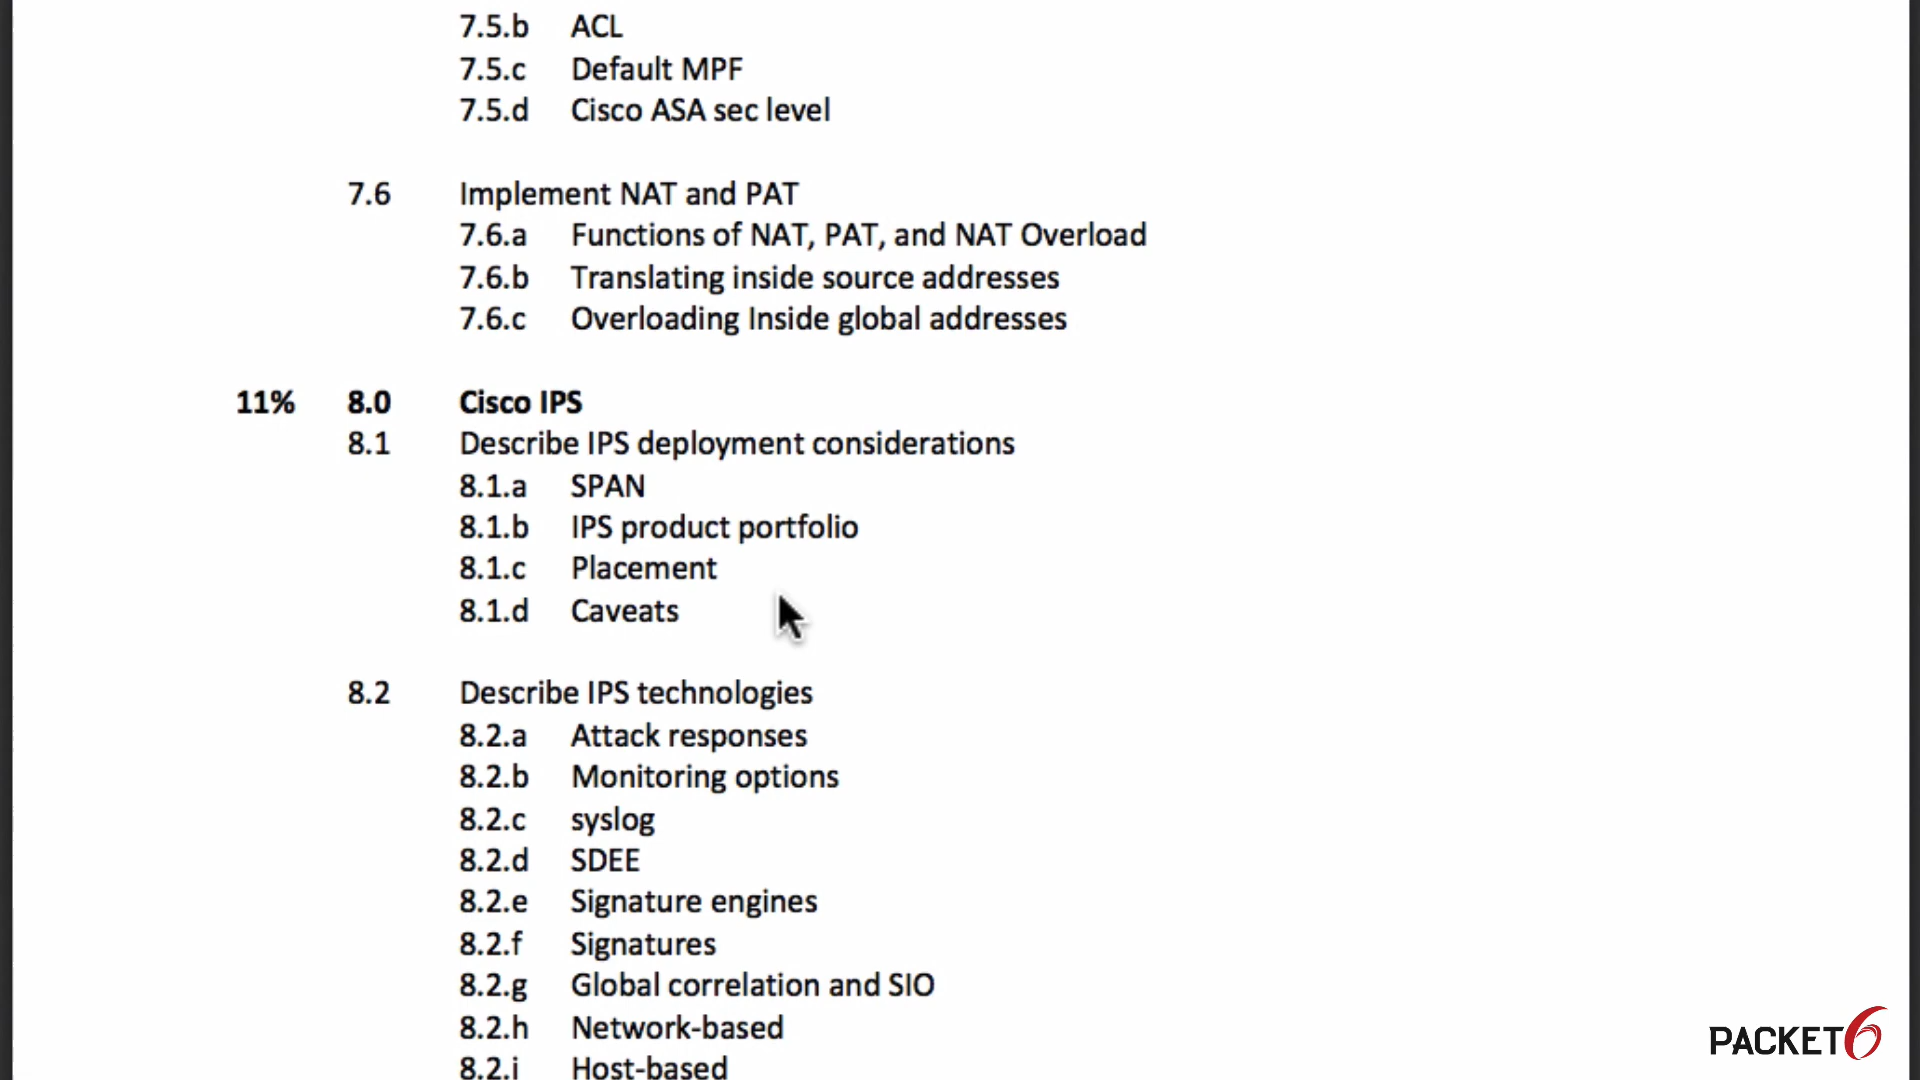 7.5.b ACL
7.5.c Default MPF
7.5.d Cisco ASA sec level
7.6 Implement NAT and PAT
7.6.a Functions of NAT, PAT, and NAT Overload
7.6.b Translating inside source addresses
7.6.c Overloading Inside global addresses
11% 8.0 Cisco IPS
8.1 Describe IPS deployment considerations
8.1.a SPAN
8.1.b IPS product portfolio
8.1.c Placement
8.1.d Caveats
8.2 Describe IPS technologies
8.2.a Attack responses
8.2.b Monitoring options
8.2.c syslog
8.2.d SDEE
8.2.e Signature engines
8.2.f Signatures
8.2.g Global correlation and SIO
8.2.h Network-based
8.2.i Host-based
PACKET6